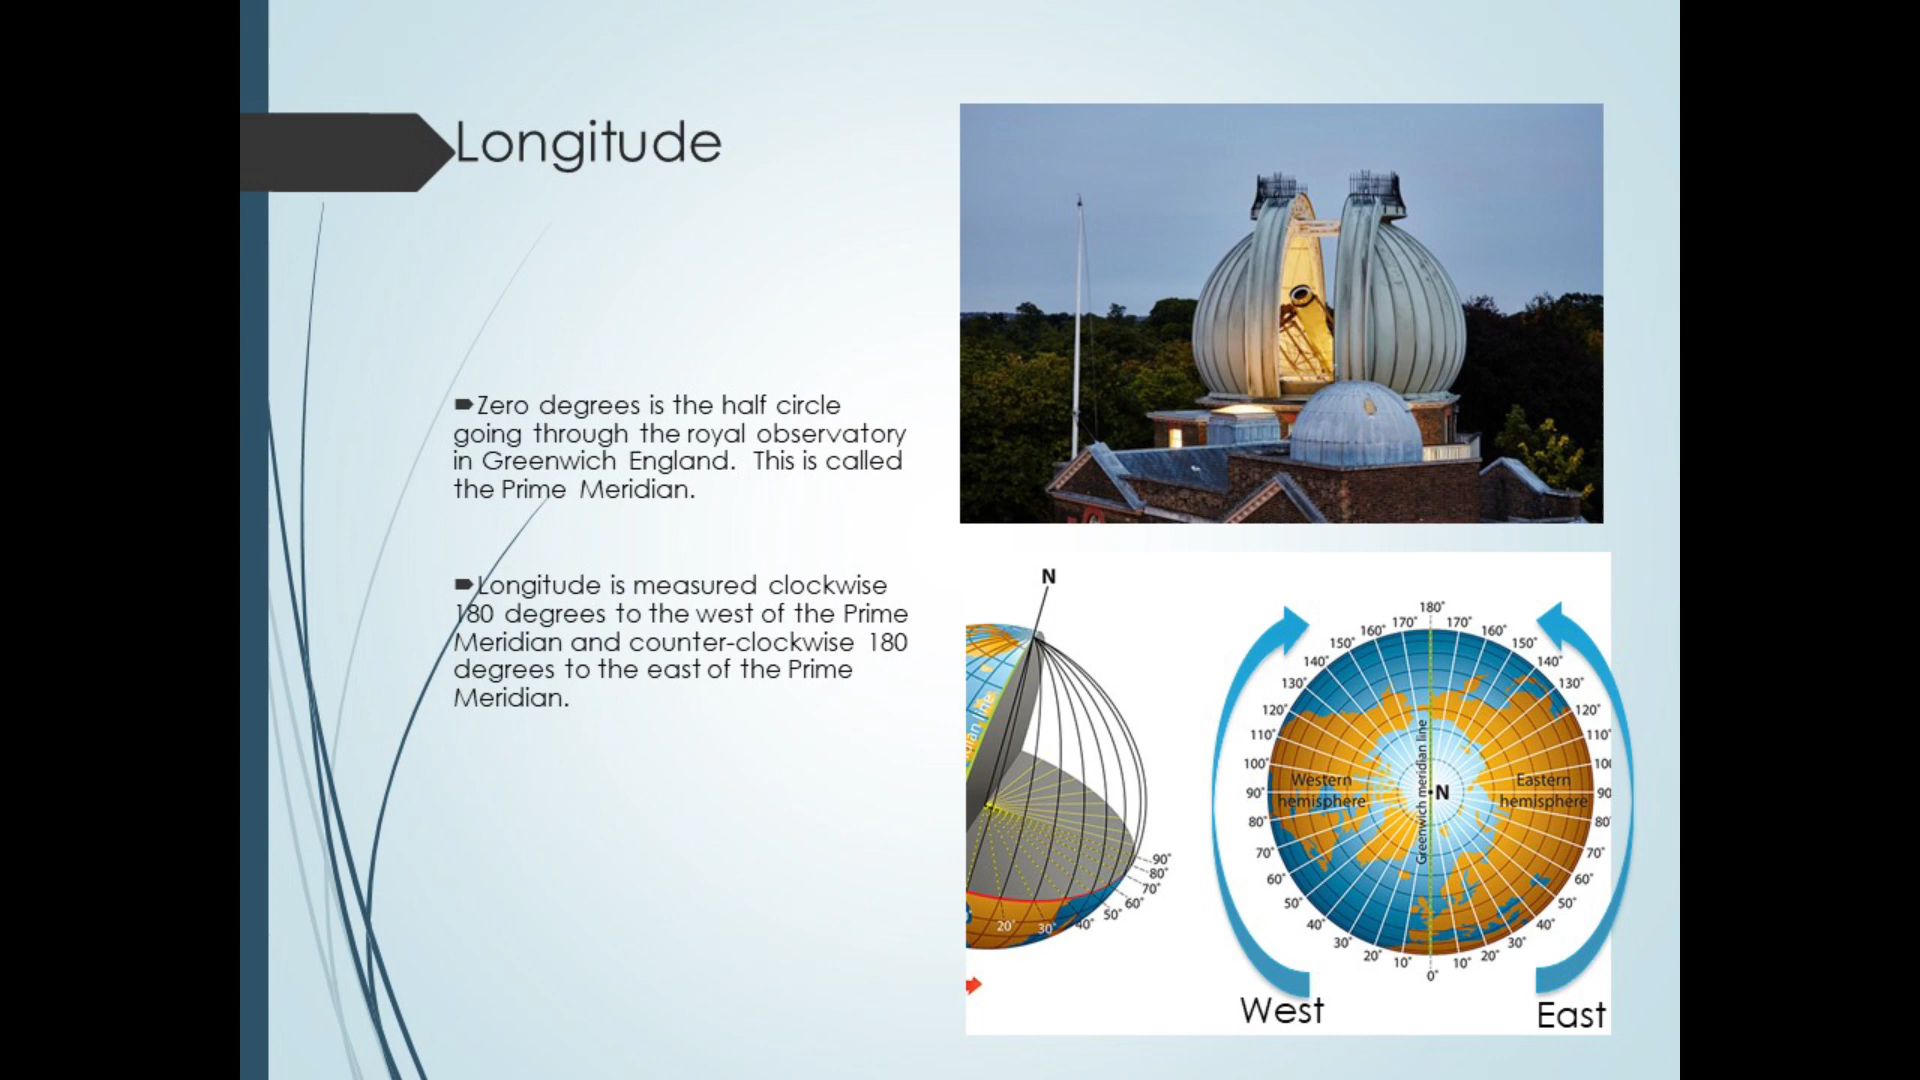 Longitude
Zero degrees is the half circle
going through the royal observatory
in Greenwich England. This is called
the Prime Meridian.
Longitude is measured clockwise
180 degrees to the west of the Prime
Meridian and counter-clockwise 180
degrees to the east of the Prime
Meridian.
N
90°
80°
70°
60°
50°
40°
30°
20°
180°
170° 170°
160° 160°
150° 150°
140° 140°
130° 130°
120° 120°
110° 110°
100°
90° 90
80° 80
70° 70°
60° 60°
50° 50°
40° 40°
30° 30°
20° 20°
10° 10°
0°
Western
hemisphere
Greenwich meridian line
N
Eastern
hemisphere
West
East